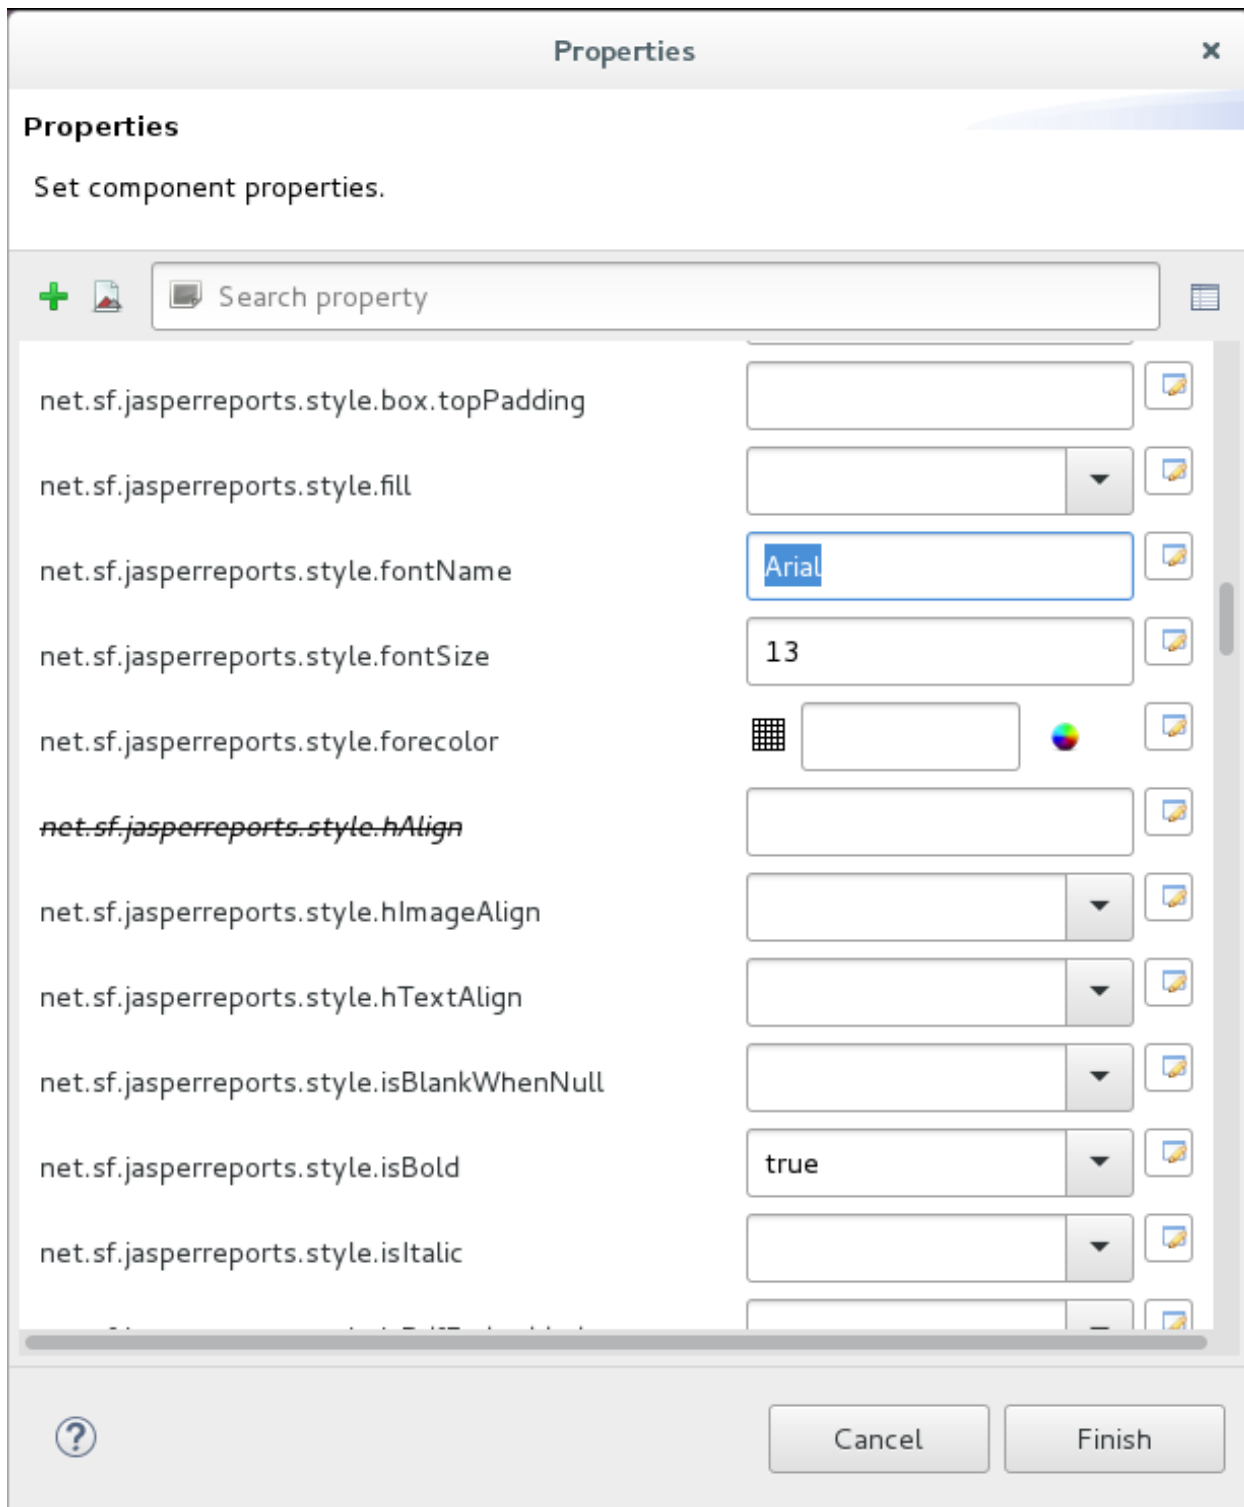 Properties
Properties
Set component properties.
Search property
net.sf.jasperreports.style.box.topPadding
net.sf.jasperreports.style.fill
net.sf.jasperreports.style.fontName Arial
net.sf.jasperreports.style.fontSize 13
net.sf.jasperreports.style.forecolor
net.sf.jasperreports.style.hAlign
net.sf.jasperreports.style.hImageAlign
net.sf.jasperreports.style.hTextAlign
net.sf.jasperreports.style.isBlankWhenNull
net.sf.jasperreports.style.isBold true
net.sf.jasperreports.style.isItalic
Cancel Finish